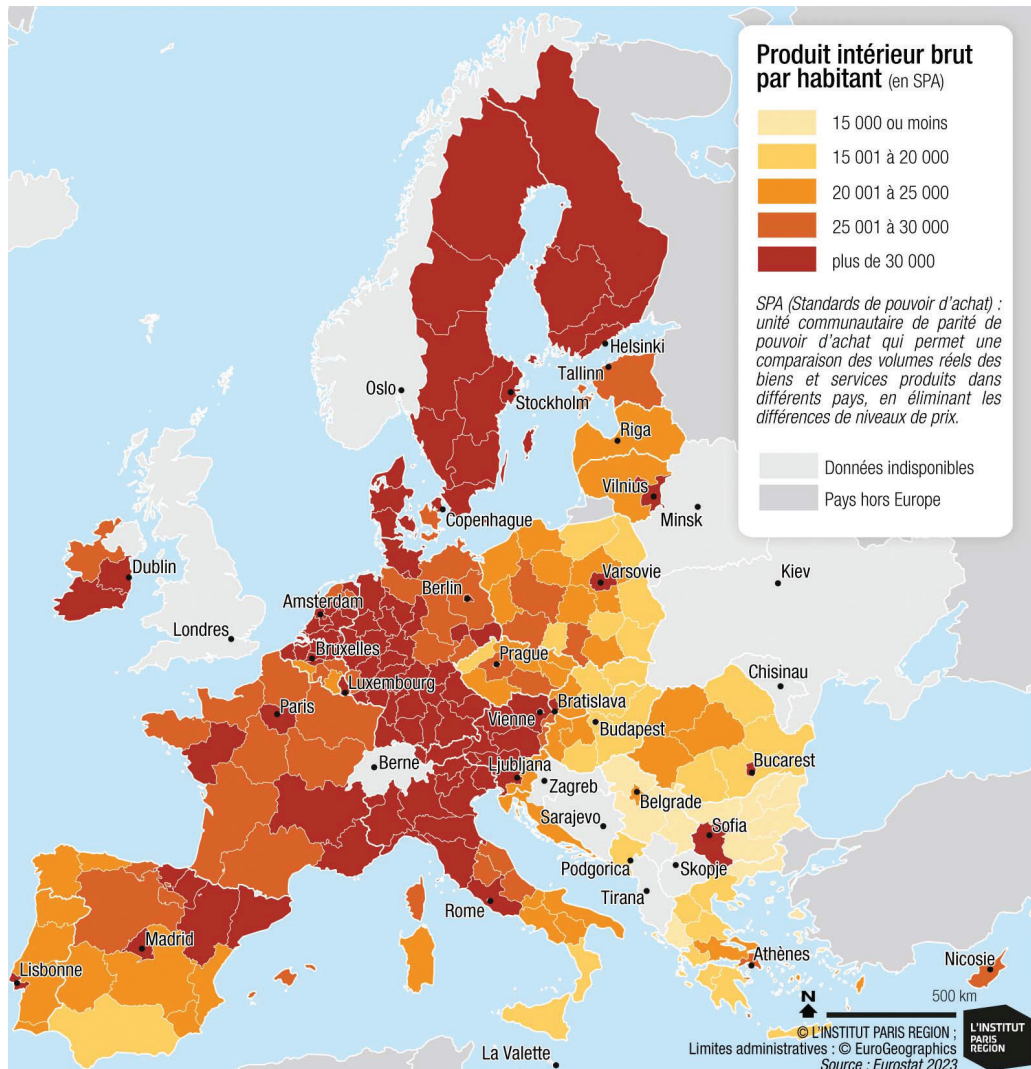 Produit intérieur brut
par habitant (en SPA)
15 000 ou moins
15 001 à 20 000
20 001 à 25 000
25 001 à 30 000
plus de 30 000
SPA (Standards de pouvoir d'achat) :
unité communautaire de parité de
pouvoir d'achat qui permet une
comparaison des volumes réels des
biens et services produits dans
différents pays, en éliminant les
différences de niveaux de prix.
Données indisponibles
Pays hors Europe
Helsinki
Tallinn
Oslo
Stockholm
Riga
Vilnius
Minsk
Copenhague
Dublin
Varsovie
Kiev
Berlin
Amsterdam
Londres
Bruxelles
Prague
Luxembourg
Chisinau
Paris
Bratislava
Vienne
Budapest
Berne
Ljubljana
Bucarest
Zagreb
Belgrade
Sarajevo
Sofia
Podgorica
Skopje
Tirana
Rome
Madrid
Lisbonne
Athènes
Nicosie
N
500 km
La Valette
© L'INSTITUT PARIS REGION ;
Limites administratives : © EuroGeographics
Source : Eurostat 2023
L'INSTITUT
PARIS
REGION